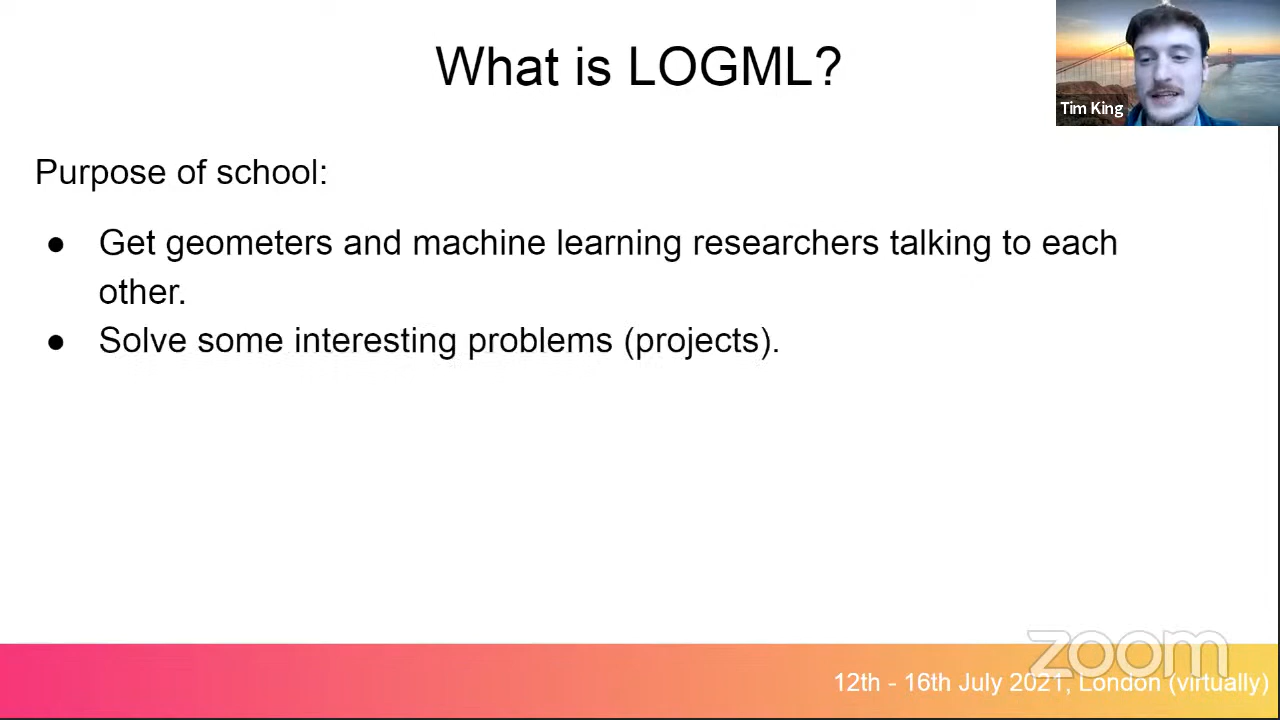 What is LOGML?
Tim King
Purpose of school:
● Get geometers and machine learning researchers talking to each
other.
● Solve some interesting problems (projects).
zoom
12th - 16th July 2021, London (virtually)